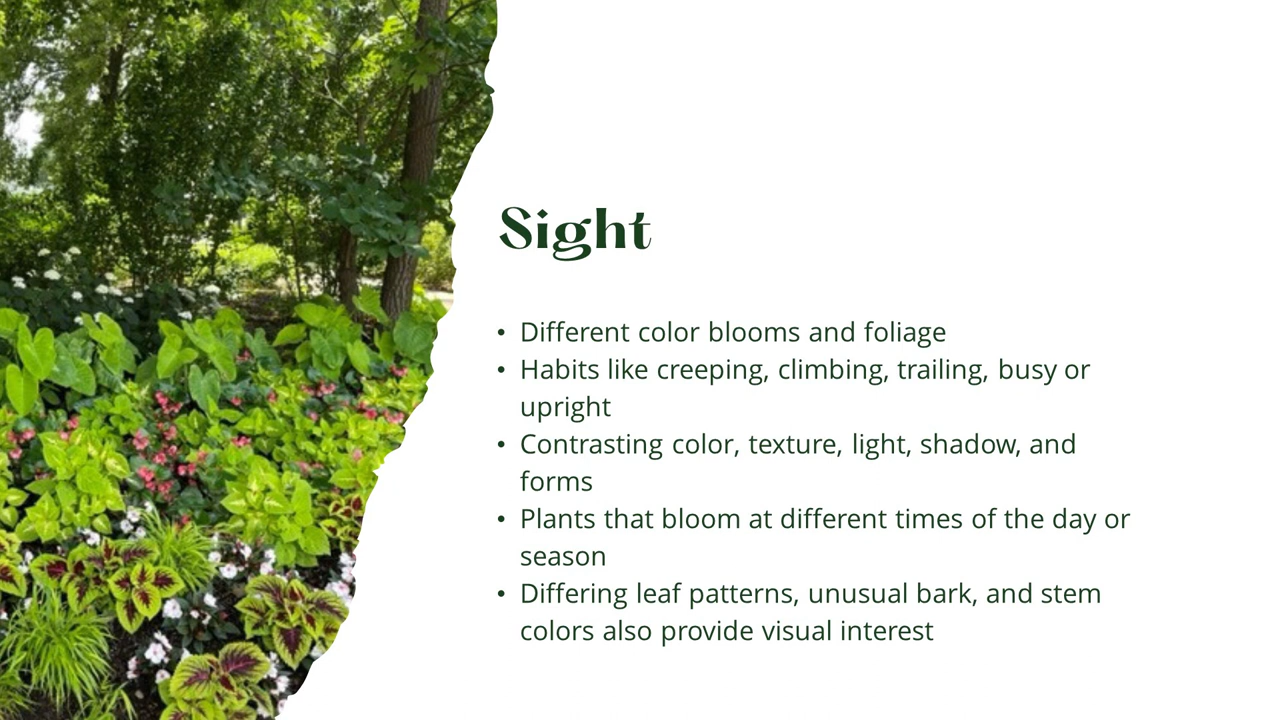 Sight
• Different color blooms and foliage
• Habits like creeping, climbing, trailing, busy or
upright
• Contrasting color, texture, light, shadow, and
forms
• Plants that bloom at different times of the day or
season
• Differing leaf patterns, unusual bark, and stem
colors also provide visual interest